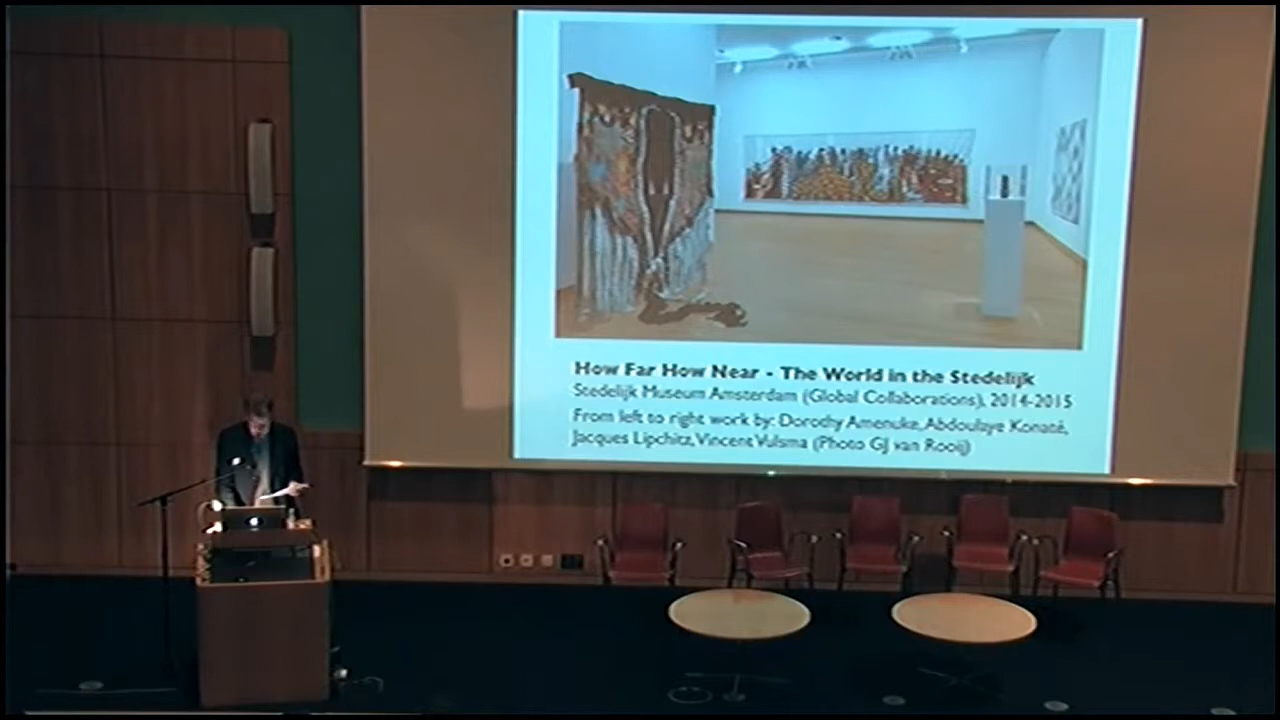 How Far How Near - The World in the Stedelijk
Stedelijk Museum Amsterdam (Global Collaborations), 2014-2015
From left to right work by: Dorothy Amenuke, Abdoulaye Konaté,
Jacques Lipchitz, Vincent Vulsma (Photo GJ van Rooij)